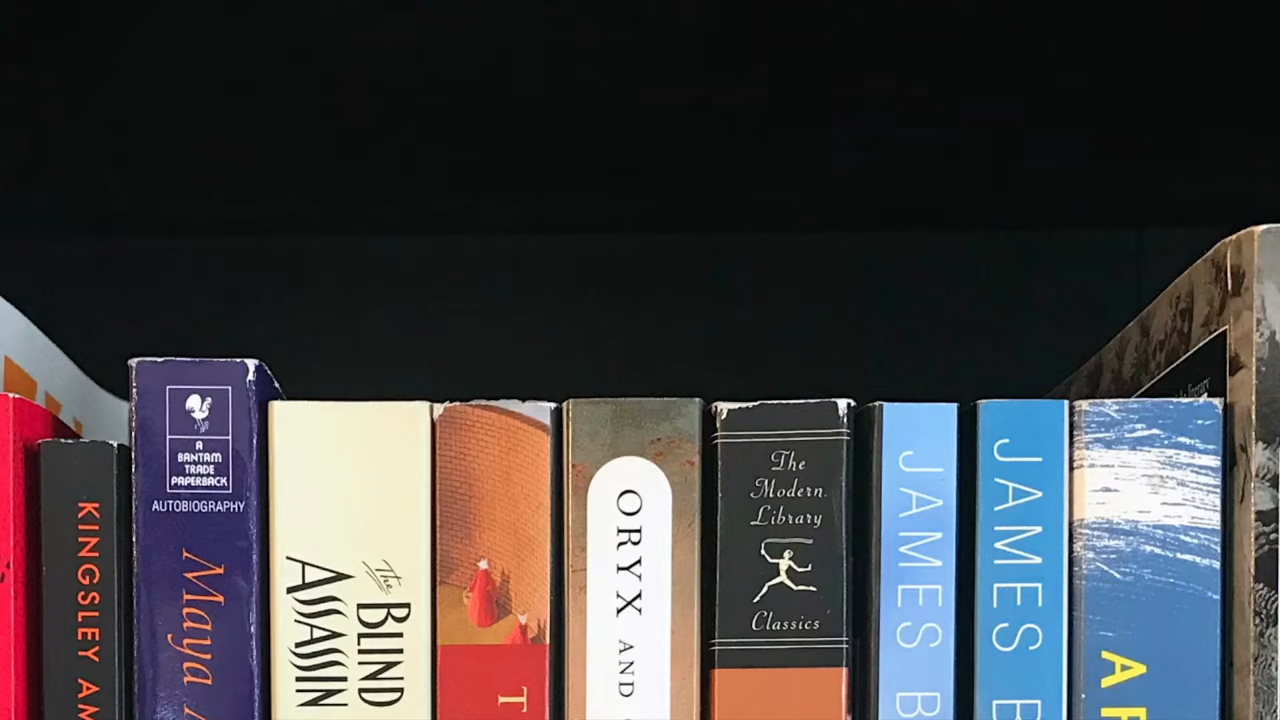 KINGSLEY AM
A
BANTAM
TRADE
PAPERBACK
AUTOBIOGRAPHY
Maya
The
BLIND
ASSASSIN
T
ORYX AND
The
Modern
Library
Classics
JAMES B
JAMES B
A F